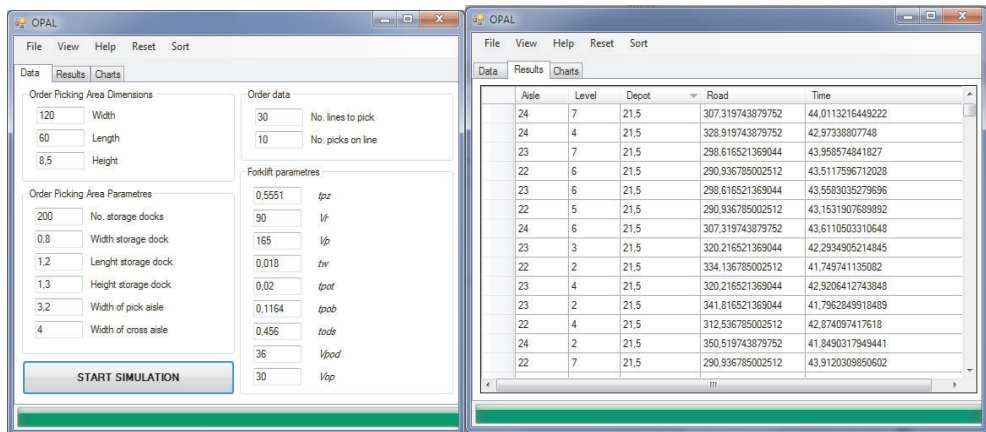 OPAL
File View Help Reset Sort
Data Results Charts
Order Picking Area Dimensions
120 Width
60 Length
8,5 Height
Order Picking Area Parametres
200 No. storage docks
0,8 Width storage dock
1,2 Lenght storage dock
1,3 Height storage dock
3,2 Width of pick aisle
4 Width of cross aisle
START SIMULATION
Order data
30 No. lines to pick
10 No. picks on line
Forklift parametres
0,5551 tpz
90 Vr
165 Vp
0,018 tw
0,02 tpot
0,1164 tpob
0,456 tods
36 Vpod
30 Vop
OPAL
File View Help Reset Sort
Data Results Charts
Aisle Level Depot Road Time
24 7 21,5 307,319743879752 44,0113216449222
24 4 21,5 328,919743879752 42,97338807748
23 7 21,5 298,616521369044 43,958574841827
22 6 21,5 290,936785002512 43,5117596712028
23 6 21,5 298,616521369044 43,5583035279696
22 5 21,5 290,936785002512 43,1531907689892
24 6 21,5 307,319743879752 43,6110503310648
23 3 21,5 320,216521369044 42,2934905214845
22 2 21,5 334,136785002512 41,749741135082
23 4 21,5 320,216521369044 42,9206412743848
23 2 21,5 341,816521369044 41,7962849918489
22 4 21,5 312,536785002512 42,874097417618
24 2 21,5 350,519743879752 41,8490317949441
22 7 21,5 290,936785002512 43,9120309850602